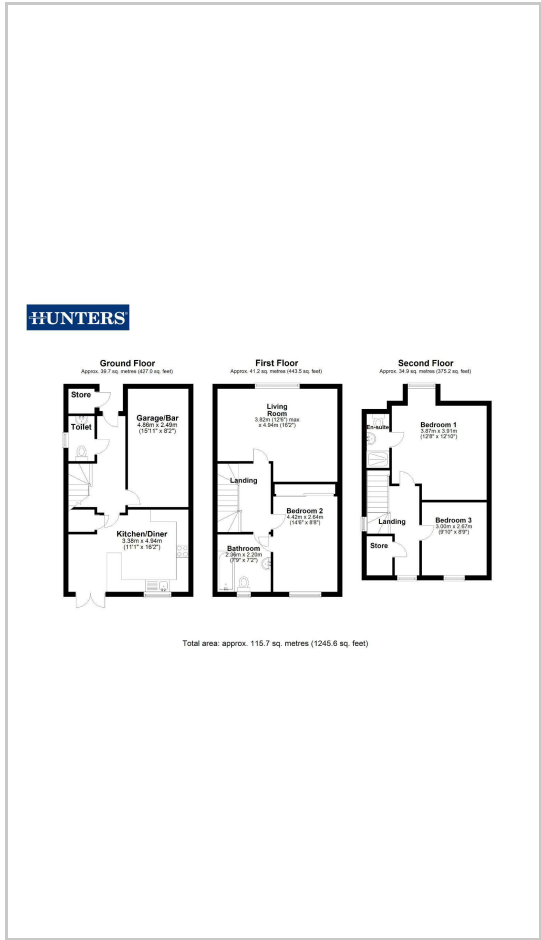 HUNTERS
Ground Floor
Approx. 39.7 sq. metres (427.0 sq. feet)
Store
Toilet
Garage/Bar
4.86m x 2.49m
(15'11" x 8'2")
Kitchen/Diner
3.38m x 4.94m
(11'1" x 16'2")
First Floor
Approx. 41.2 sq. metres (443.5 sq. feet)
Living
Room
3.82m (12'6") max
x 4.94m (16'2")
Landing
Bedroom 2
4.42m x 2.64m
(14'6" x 8'8")
Bathroom
2.36m x 2.20m
(7'9" x 7'2")
Second Floor
Approx. 34.9 sq. metres (375.2 sq. feet)
En-suite
Bedroom 1
3.87m x 3.91m
(12'8" x 12'10")
Landing
Bedroom 3
3.00m x 2.67m
(9'10" x 8'9")
Store
Total area: approx. 115.7 sq. metres (1245.6 sq. feet)